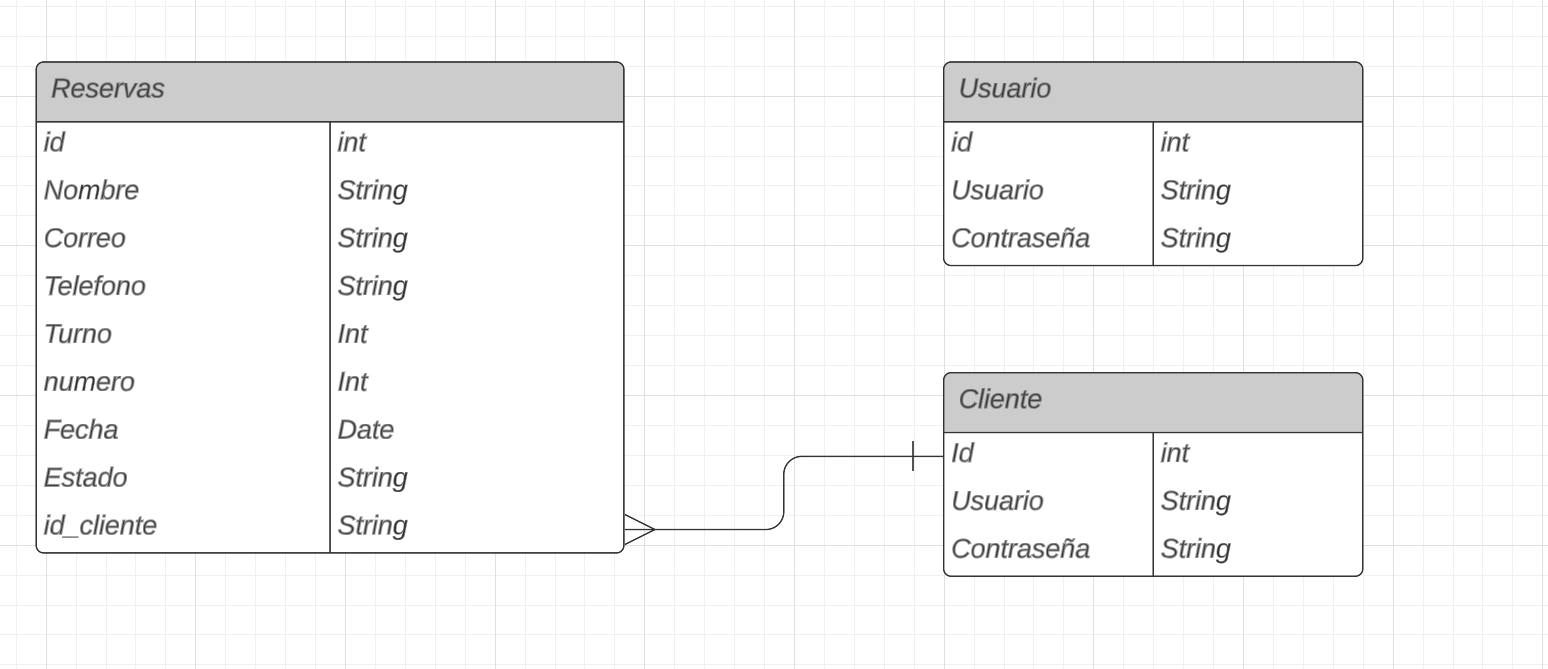 Reservas
id int
Nombre String
Correo String
Telefono String
Turno Int
numero Int
Fecha Date
Estado String
id_cliente String
Usuario
id int
Usuario String
Contraseña String
Cliente
Id int
Usuario String
Contraseña String